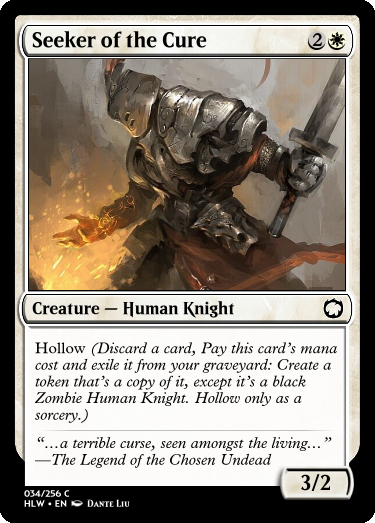 Seeker of the Cure 2
Creature — Human Knight
Hollow (Discard a card, Pay this card's mana
cost and exile it from your graveyard: Create a
token that's a copy of it, except it's a black
Zombie Human Knight. Hollow only as a
sorcery.)
“...a terrible curse, seen amongst the living...”
—The Legend of the Chosen Undead
3/2
034/256 C
HLW • EN Dante Liu